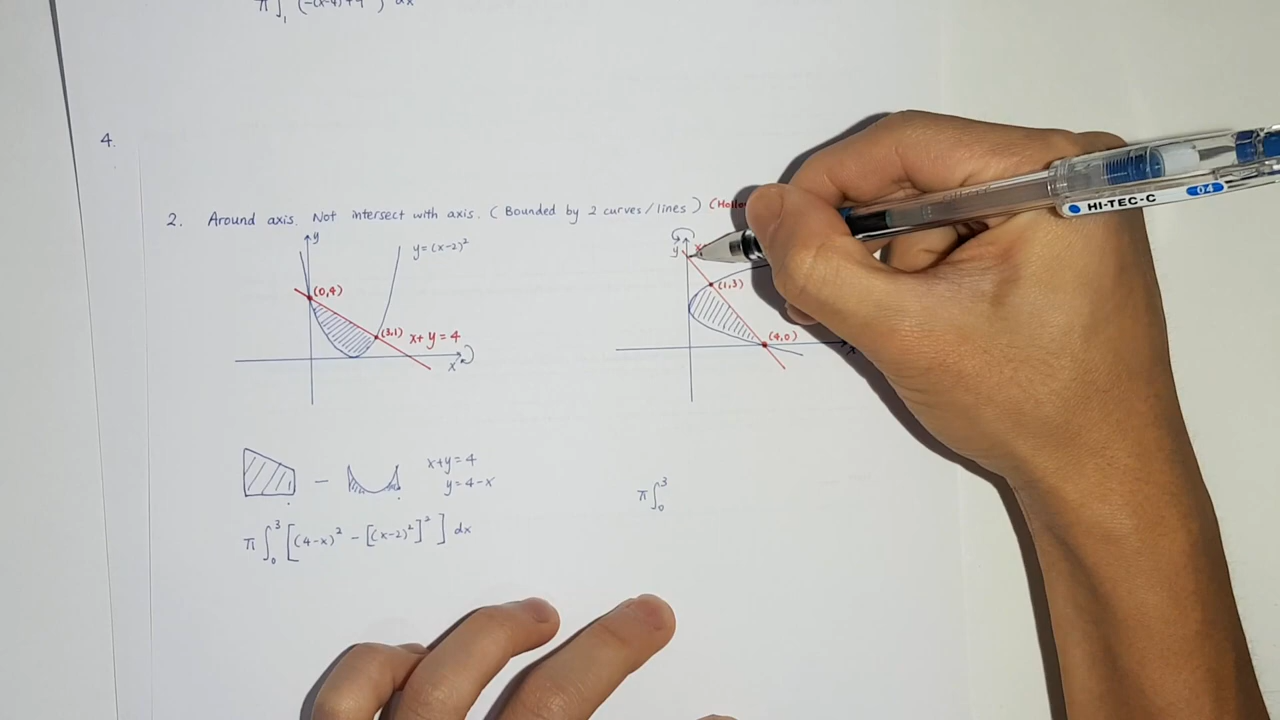 4.
2. Around axis. Not intersect with axis. (Bounded by 2 curves/lines)
y
y=(x-2)²
(0,4)
(3,1)
x+y=4
x
y
(1,3)
(4,0)
x+y=4
y=4-x
π∫₀³ [(4-x)² - [(x-2)²]²] dx
π∫₀³
HI-TEC-C
04